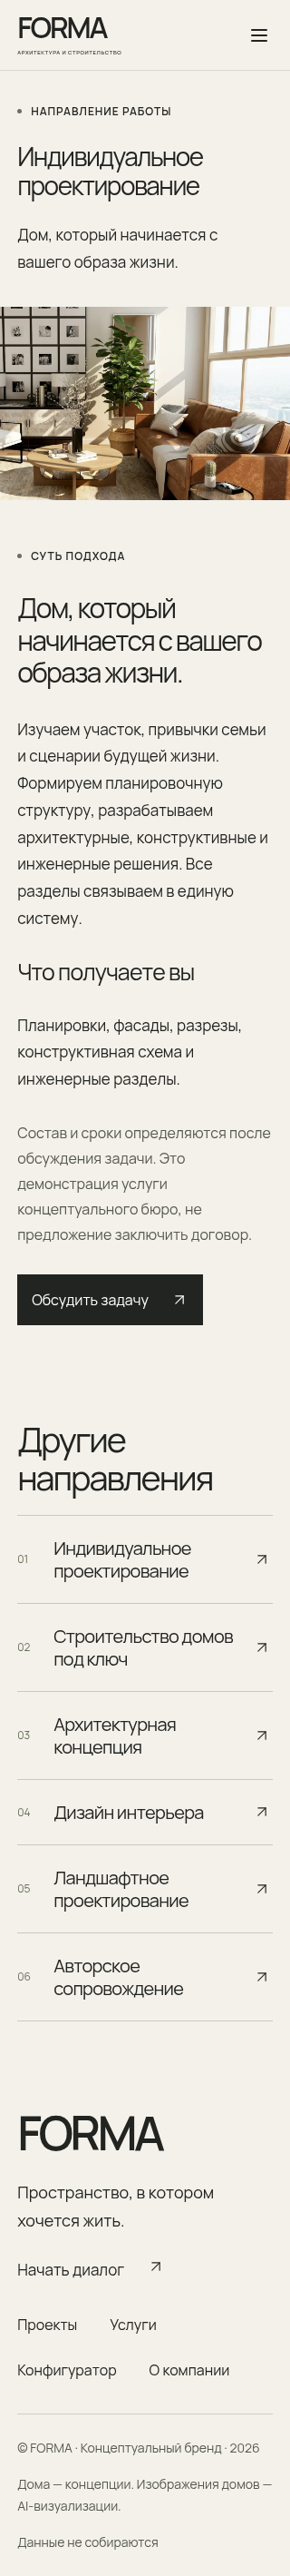 FORMA
АРХИТЕКТУРА И СТРОИТЕЛЬСТВО
НАПРАВЛЕНИЕ РАБОТЫ
Индивидуальное
проектирование
Дом, который начинается с
вашего образа жизни.
СУТЬ ПОДХОДА
Дом, который
начинается с вашего
образа жизни.
Изучаем участок, привычки семьи
и сценарии будущей жизни.
Формируем планировочную
структуру, разрабатываем
архитектурные, конструктивные и
инженерные решения. Все
разделы связываем в единую
систему.
Что получаете вы
Планировки, фасады, разрезы,
конструктивная схема и
инженерные разделы.
Состав и сроки определяются после
обсуждения задачи. Это
демонстрация услуги
концептуального бюро, не
предложение заключить договор.
Обсудить задачу
Другие
направления
01 Индивидуальное
проектирование
02 Строительство домов
под ключ
03 Архитектурная
концепция
04 Дизайн интерьера
05 Ландшафтное
проектирование
06 Авторское
сопровождение
FORMA
Пространство, в котором
хочется жить.
Начать диалог
Проекты Услуги
Конфигуратор О компании
© FORMA · Концептуальный бренд · 2026
Дома — концепции. Изображения домов —
AI-визуализации.
Данные не собираются